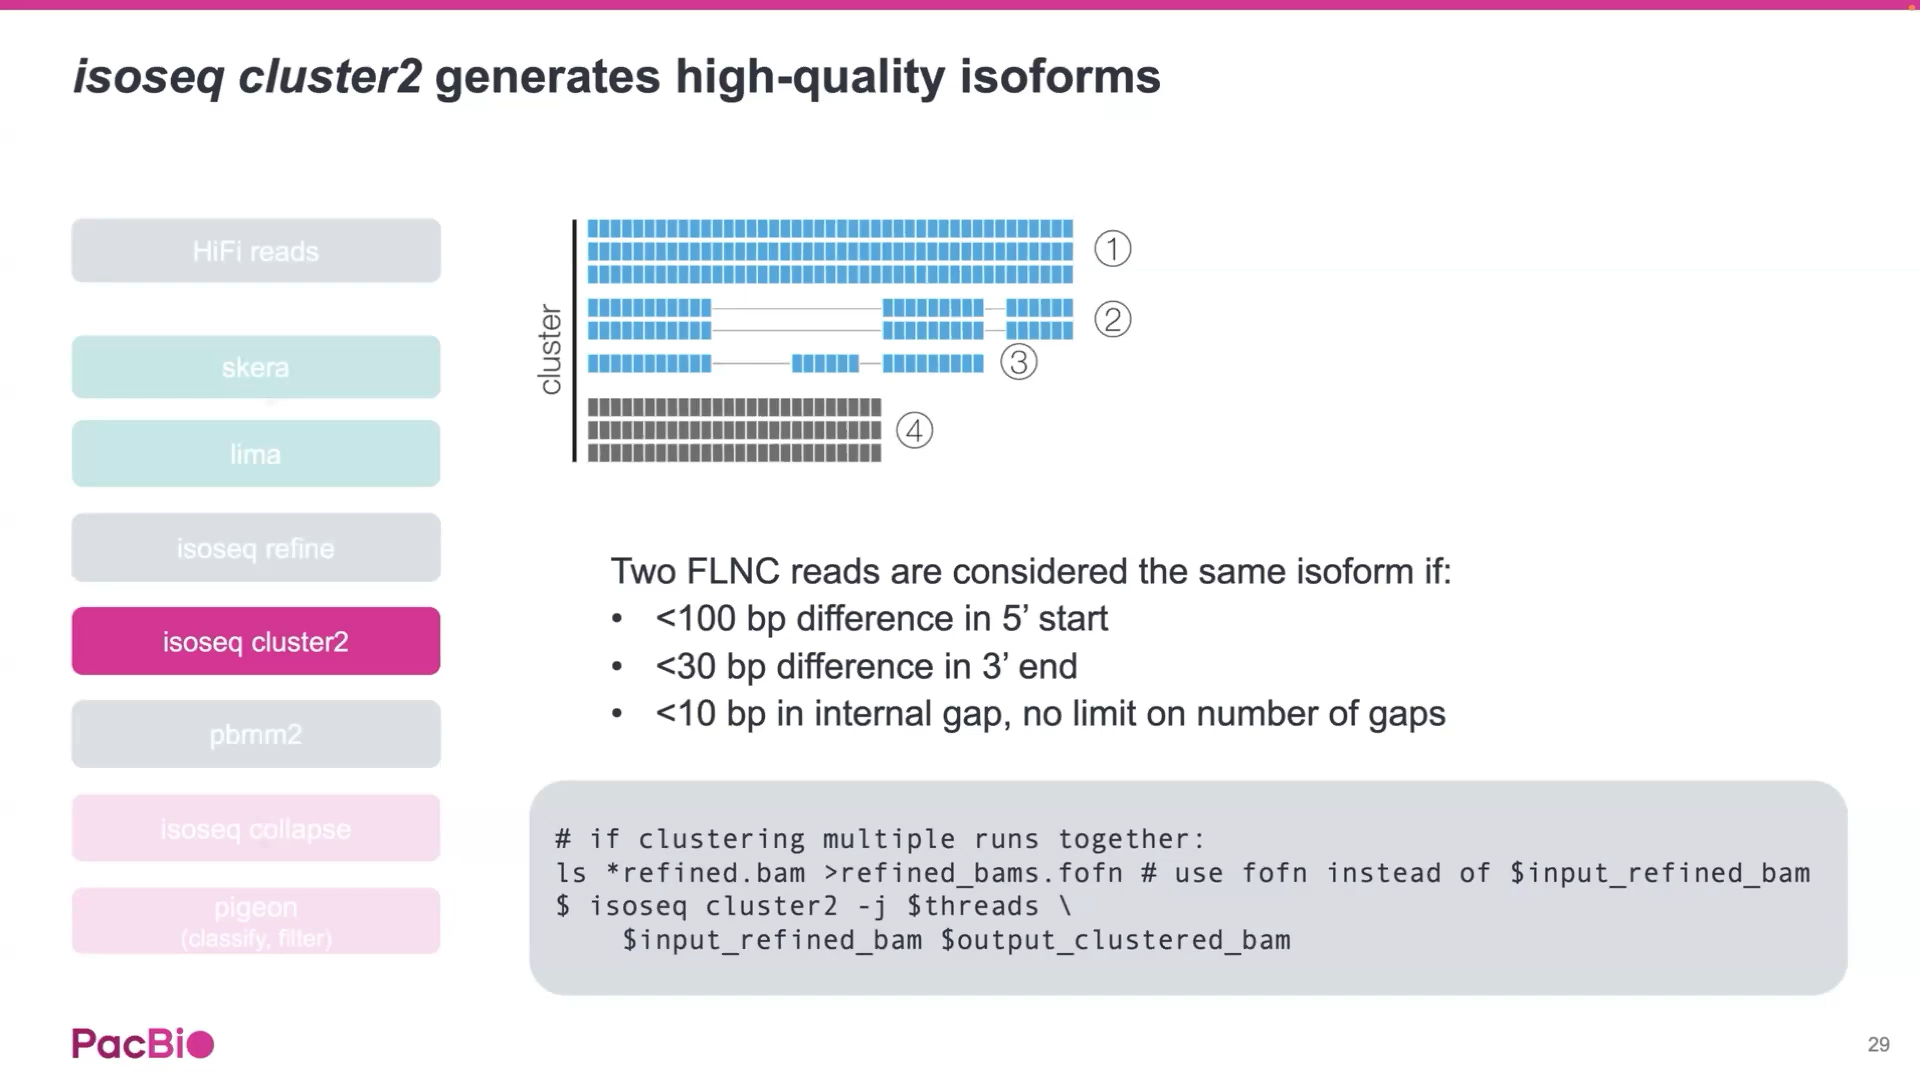 isoseq cluster2 generates high-quality isoforms
HiFi reads
skera
lima
isoseq refine
isoseq cluster2
pbmm2
isoseq collapse
pigeon
(classify, filter)
cluster
①
②
③
④
Two FLNC reads are considered the same isoform if:
• <100 bp difference in 5’ start
• <30 bp difference in 3’ end
• <10 bp in internal gap, no limit on number of gaps
# if clustering multiple runs together:
ls *refined.bam >refined_bams.fofn # use fofn instead of $input_refined_bam
$ isoseq cluster2 -j $threads \
$input_refined_bam $output_clustered_bam
PacBio
29